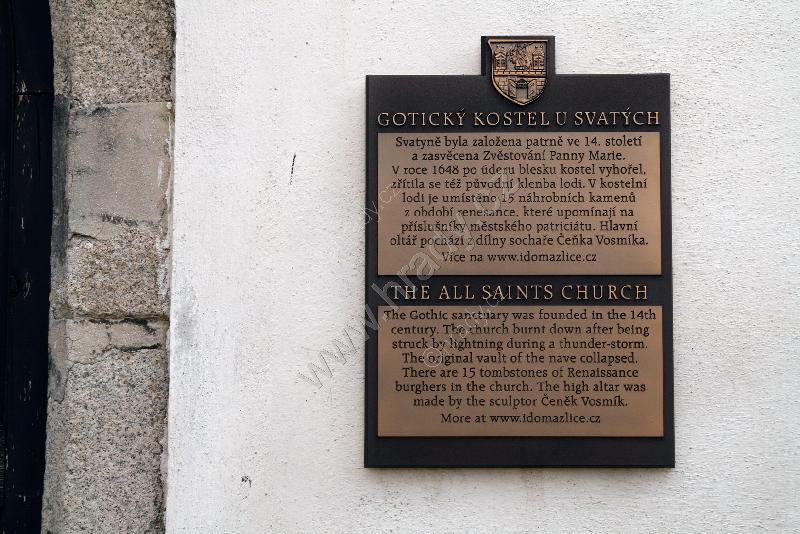 GOTICKÝ KOSTEL U SVATÝCH
Svatyně byla založena patrně ve 14. století
a zasvěcena Zvěstování Panny Marie.
V roce 1648 po úderu blesku kostel vyhořel,
zřítila se též původní klenba lodi. V kostelní
lodi je umístěno 15 náhrobních kamenů
z období renesance, které upomínají na
příslušníky městského patriciátu. Hlavní
oltář pochází z dílny sochaře Čeňka Vosmíka.
Více na www.idomazlice.cz
THE ALL SAINTS CHURCH
The Gothic sanctuary was founded in the 14th
century. The church burnt down after being
struck by lightning during a thunder-storm.
The original vault of the nave collapsed.
There are 15 tombstones of Renaissance
burghers in the church. The high altar was
made by the sculptor Čeněk Vosmík.
More at www.idomazlice.cz
www.hrady.cz